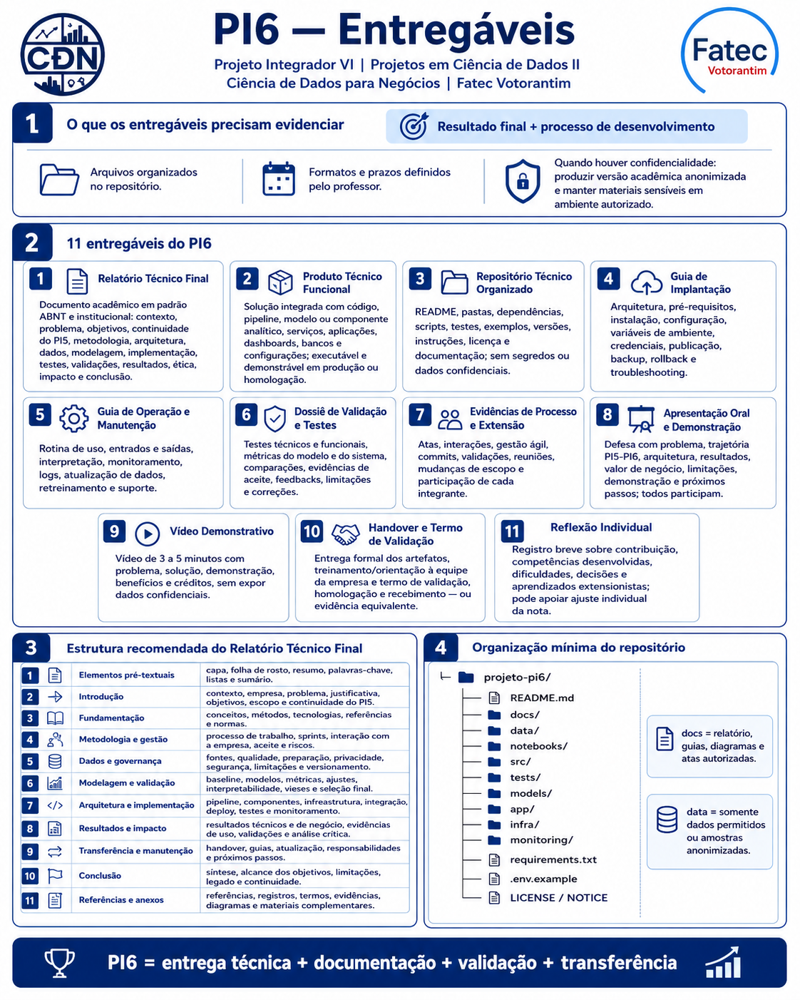 CDN
PI6 — Entregáveis
Projeto Integrador VI | Projetos em Ciência de Dados II
Ciência de Dados para Negócios | Fatec Votorantim
Fatec
Votorantim
1
O que os entregáveis precisam evidenciar
Resultado final + processo de desenvolvimento
Arquivos organizados
no repositório.
Formatos e prazos definidos
pelo professor.
Quando houver confidencialidade:
produzir versão acadêmica anonimizada
e manter materiais sensíveis em
ambiente autorizado.
2
11 entregáveis do PI6
1
Relatório Técnico Final
Documento acadêmico em padrão
ABNT e institucional: contexto,
problema, objetivos, continuidade
do PI5, metodologia, arquitetura,
dados, modelagem, implementação,
testes, validações, resultados, ética,
impacto e conclusão.
2
Produto Técnico
Funcional
Solução integrada com código,
pipeline, modelo ou componente
analítico, serviços, aplicações,
dashboards, bancos e
configurações; executável e
demonstrável em produção ou
homologação.
3
Repositório Técnico
Organizado
README, pastas, dependências,
scripts, testes, exemplos, versões,
instruções, licença e
documentação; sem segredos ou
dados confidenciais.
4
Guia de
Implantação
Arquitetura, pré-requisitos,
instalação, configuração,
variáveis de ambiente,
credenciais, publicação,
backup, rollback e
troubleshooting.
5
Guia de Operação e
Manutenção
Rotina de uso, entrados e saídas,
interpretação, monitoramento,
logs, atualização de dados,
retreinamento e suporte.
6
Dossiê de Validação
e Testes
Testes técnicos e funcionais,
métricas do modelo e do sistema,
comparações, evidências de
aceite, feedbacks, limitações
e correções.
7
Evidências de Processo
e Extensão
Atas, interações, gestão ágil,
commits, validações, reuniões,
mudanças de escopo e
participação de cada
integrante.
8
Apresentação Oral
e Demonstração
Defesa com problema, trajetória
PI5-PI6, arquitetura, resultados,
valor de negócio, limitações,
demonstração e próximos
passos; todos participam.
9
Vídeo Demonstrativo
Vídeo de 3 a 5 minutos com
problema, solução, demonstração,
benefícios e créditos, sem expor
dados confidenciais.
10
Handover e Termo
de Validação
Entrega formal dos artefatos,
treinamento/orientação à equipe
da empresa e termo de validação,
homologação e recebimento — ou
evidência equivalente.
11
Reflexão Individual
Registro breve sobre contribuição,
competências desenvolvidas,
dificuldades, decisões e
aprendizados extensionistas;
pode apoiar ajuste individual
da nota.
3
Estrutura recomendada do Relatório Técnico Final
1
Elementos pré-textuais
capa, folha de rosto, resumo, palavras-chave,
listas e sumário.
2
Introdução
contexto, empresa, problema, justificativa,
objetivos, escopo e continuidade do PI5.
3
Fundamentação
conceitos, métodos, tecnologias, referências
e normas.
4
Metodologia e gestão
processo de trabalho, sprints, interação com
a empresa, aceite e riscos.
5
Dados e governança
fontes, qualidade, preparação, privacidade,
segurança, limitações e versionamento.
6
Modelagem e validação
baseline, modelos, métricas, ajustes,
interpretabilidade, vieses e seleção final.
7
Arquitetura e implementação
pipeline, componentes, infreastrutura, integração,
deploy, testes e monitoramento.
8
Resultados e impacto
resultados técnicos e de negócio, evidências
de uso, validações e análise crítica.
9
Transferência e manutenção
handover, guias, atualização, responsabilidades
e próximos passos.
10
Conclusão
síntese, alcance dos objetivos, limitações,
legado e continuidade.
11
Referências e anexos
referências, registros, termos, evidências,
diagramas e materiais complementares.
4
Organização mínima do repositório
projeto-pi6/
README.md
docs/
data/
notebooks/
src/
tests/
models/
app/
infra/
monitoring/
requirements.txt
.env.example
LICENSE / NOTICE
docs = relatório,
guias, diagramas e
atas autorizadas.
data = somente
dados permitidos
ou amostras
anonimizadas.
PI6 = entrega técnica + documentação + validação + transferência